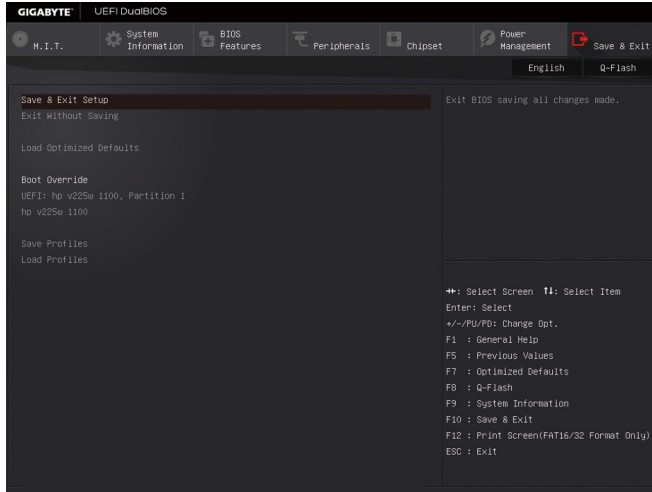 GIGABYTE™ UEFI DualBIOS
M.I.T.
System Information
BIOS Features
Peripherals
Chipset
Power Management
Save & Exit
English Q-Flash
Save & Exit Setup
Exit BIOS saving all changes made.
Exit Without Saving
Load Optimized Defaults
Boot Override
UEFI: hp v225w 1100, Partition 1
hp v225w 1100
Save Profiles
Load Profiles
→←: Select Screen ↑↓: Select Item
Enter: Select
+/-/PU/PD: Change Opt.
F1 : General Help
F5 : Previous Values
F7 : Optimized Defaults
F8 : Q-Flash
F9 : System Information
F10 : Save & Exit
F12 : Print Screen(FAT16/32 Format Only)
ESC : Exit